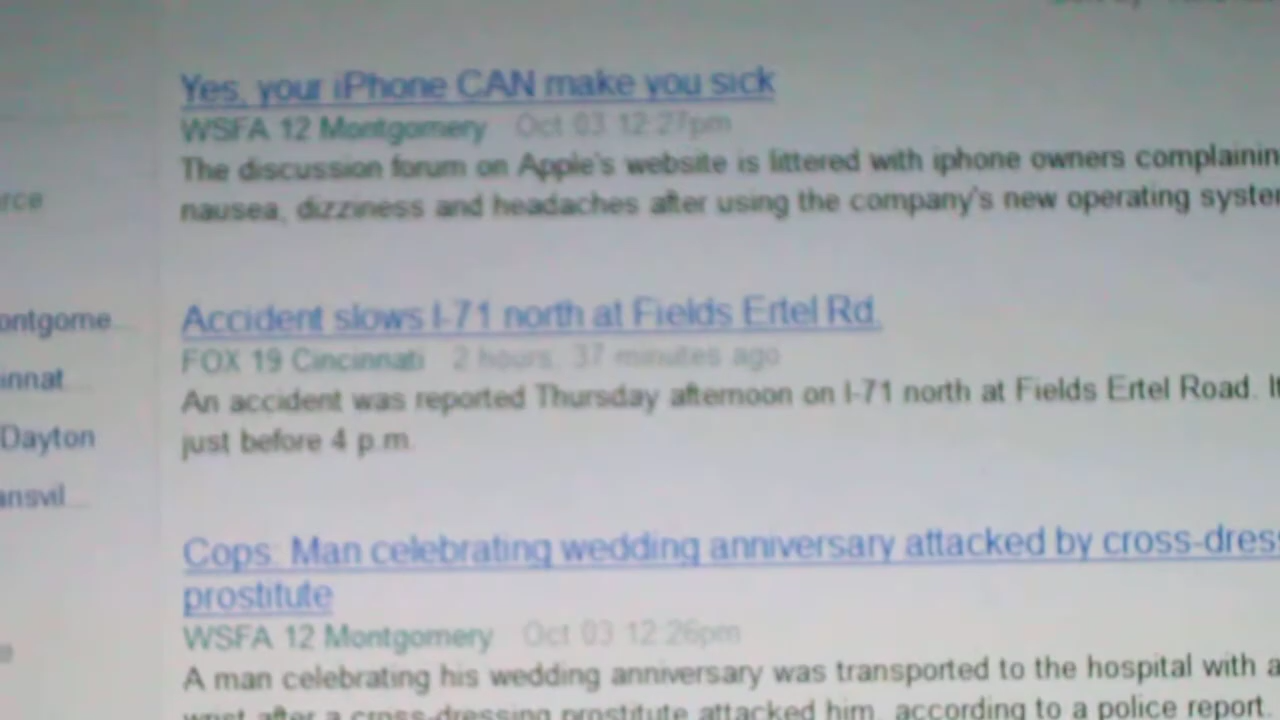 Yes, your iPhone CAN make you sick
WSFA 12 Montgomery Oct 03 12:27pm
The discussion forum on Apple's website is littered with iphone owners complainin
rce
nausea, dizziness and headaches after using the company's new operating syste
Accident slows I-71 north at Fields Ertel Rd.
ontgome...
FOX 19 Cincinnati 2 hours, 37 minutes ago
innat...
An accident was reported Thursday afternoon on I-71 north at Fields Ertel Road. It
Dayton
just before 4 p.m.
ansvil...
Cops: Man celebrating wedding anniversary attacked by cross-dres
prostitute
WSFA 12 Montgomery Oct 03 12:26pm
A man celebrating his wedding anniversary was transported to the hospital with a
wrist after a cross-dressing prostitute attacked him, according to a police report.